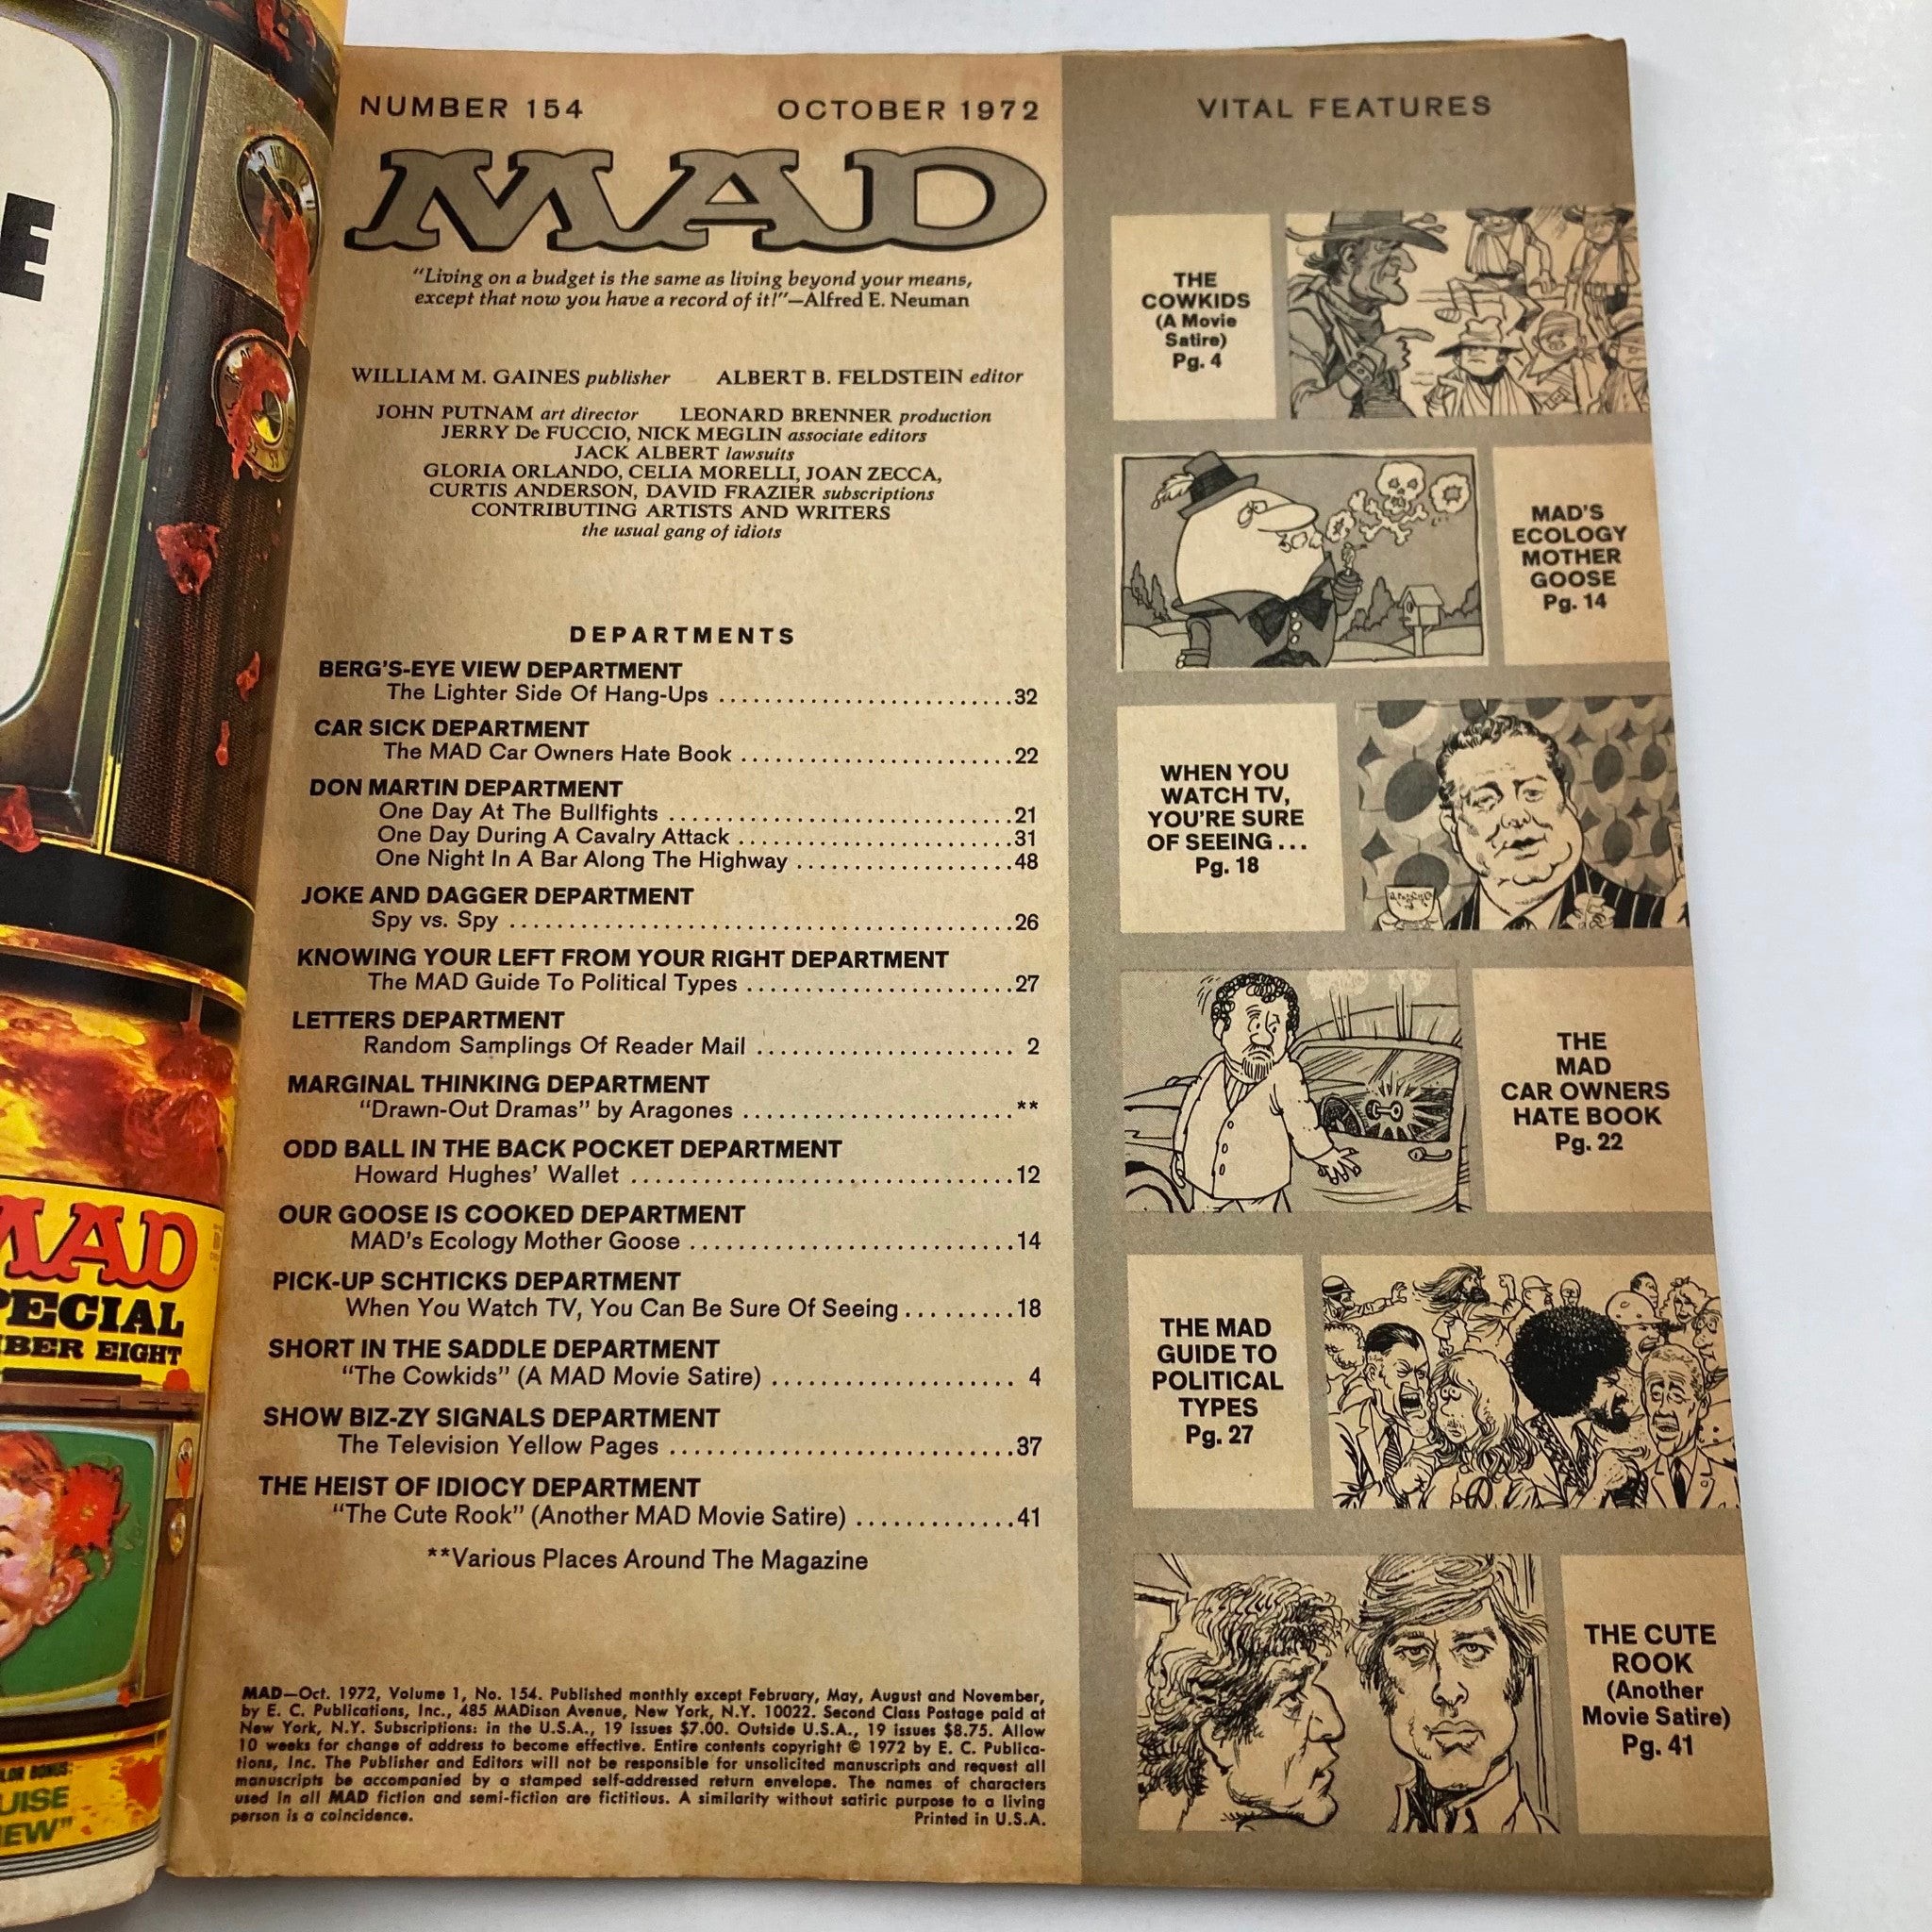 E
MAD
PECIAL
BER EIGHT
LOR BONUS:
UISE
EW"
NUMBER 154 OCTOBER 1972
MAD
"Living on a budget is the same as living beyond your means,
except that now you have a record of it!"—Alfred E. Neuman
WILLIAM M. GAINES publisher ALBERT B. FELDSTEIN editor
JOHN PUTNAM art director LEONARD BRENNER production
JERRY De FUCCIO, NICK MEGLIN associate editors
JACK ALBERT lawsuits
GLORIA ORLANDO, CELIA MORELLI, JOAN ZECCA,
CURTIS ANDERSON, DAVID FRAZIER subscriptions
CONTRIBUTING ARTISTS AND WRITERS
the usual gang of idiots
DEPARTMENTS
BERG'S-EYE VIEW DEPARTMENT
The Lighter Side Of Hang-Ups ..........................32
CAR SICK DEPARTMENT
The MAD Car Owners Hate Book ........................22
DON MARTIN DEPARTMENT
One Day At The Bullfights ..............................21
One Day During A Cavalry Attack ........................31
One Night In A Bar Along The Highway ...................48
JOKE AND DAGGER DEPARTMENT
Spy vs. Spy ...........................................26
KNOWING YOUR LEFT FROM YOUR RIGHT DEPARTMENT
The MAD Guide To Political Types .......................27
LETTERS DEPARTMENT
Random Samplings Of Reader Mail ...................... 2
MARGINAL THINKING DEPARTMENT
"Drawn-Out Dramas" by Aragones ........................**
ODD BALL IN THE BACK POCKET DEPARTMENT
Howard Hughes' Wallet .................................12
OUR GOOSE IS COOKED DEPARTMENT
MAD's Ecology Mother Goose ............................14
PICK-UP SCHTICKS DEPARTMENT
When You Watch TV, You Can Be Sure Of Seeing .........18
SHORT IN THE SADDLE DEPARTMENT
"The Cowkids" (A MAD Movie Satire) .................... 4
SHOW BIZ-ZY SIGNALS DEPARTMENT
The Television Yellow Pages ............................37
THE HEIST OF IDIOCY DEPARTMENT
"The Cute Rook" (Another MAD Movie Satire) .............41
**Various Places Around The Magazine
MAD—Oct. 1972, Volume 1, No. 154. Published monthly except February, May, August and November,
by E. C. Publications, Inc., 485 MADison Avenue, New York, N.Y. 10022. Second Class Postage paid at
New York, N.Y. Subscriptions: in the U.S.A., 19 issues $7.00. Outside U.S.A., 19 issues $8.75. Allow
10 weeks for change of address to become effective. Entire contents copyright © 1972 by E. C. Publica-
tions, Inc. The Publisher and Editors will not be responsible for unsolicited manuscripts and request all
manuscripts be accompanied by a stamped self-addressed return envelope. The names of characters
used in all MAD fiction and semi-fiction are fictitious. A similarity without satiric purpose to a living
person is a coincidence. Printed in U.S.A.
VITAL FEATURES
THE
COWKIDS
(A Movie
Satire)
Pg. 4
MAD'S
ECOLOGY
MOTHER
GOOSE
Pg. 14
WHEN YOU
WATCH TV,
YOU'RE SURE
OF SEEING...
Pg. 18
THE
MAD
CAR OWNERS
HATE BOOK
Pg. 22
THE MAD
GUIDE TO
POLITICAL
TYPES
Pg. 27
THE CUTE
ROOK
(Another
Movie Satire)
Pg. 41